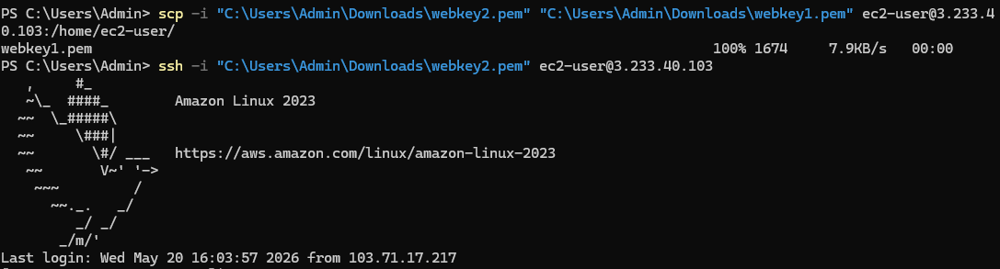 PS C:\Users\Admin> scp -i "C:\Users\Admin\Downloads\webkey2.pem" "C:\Users\Admin\Downloads\webkey1.pem" ec2-user@3.233.4
0.103:/home/ec2-user/
webkey1.pem                                                                           100% 1674     7.9KB/s   00:00
PS C:\Users\Admin> ssh -i "C:\Users\Admin\Downloads\webkey2.pem" ec2-user@3.233.40.103
   ,     #_
   ~\_  ####_        Amazon Linux 2023
  ~~  \_#####\
  ~~     \###|
  ~~       \#/ ___   https://aws.amazon.com/linux/amazon-linux-2023
   ~~       V~' '->
    ~~~         /
      ~~._.   _/
         _/ _/
       _/m/'
Last login: Wed May 20 16:03:57 2026 from 103.71.17.217